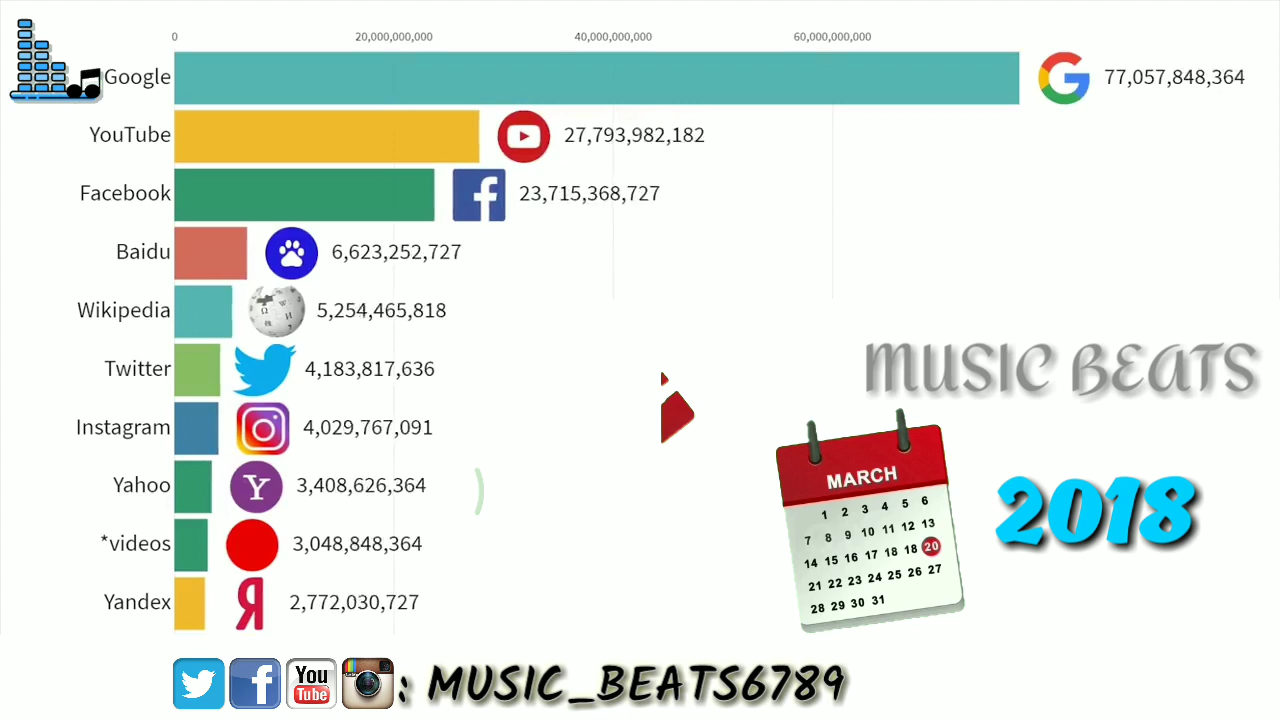 0 20,000,000,000 40,000,000,000 60,000,000,000
Google 77,057,848,364
YouTube 27,793,982,182
Facebook 23,715,368,727
Baidu 6,623,252,727
Wikipedia 5,254,465,818
Twitter 4,183,817,636
Instagram 4,029,767,091
Yahoo Y 3,408,626,364
*videos 3,048,848,364
Yandex Я 2,772,030,727
MUSIC BEATS
MARCH
1 2 3 4 5 6
7 8 9 10 11 12 13
14 15 16 17 18 18 20
21 22 23 24 25 26 27
28 29 30 31
2018
You
Tube
: MUSIC_BEATS6789